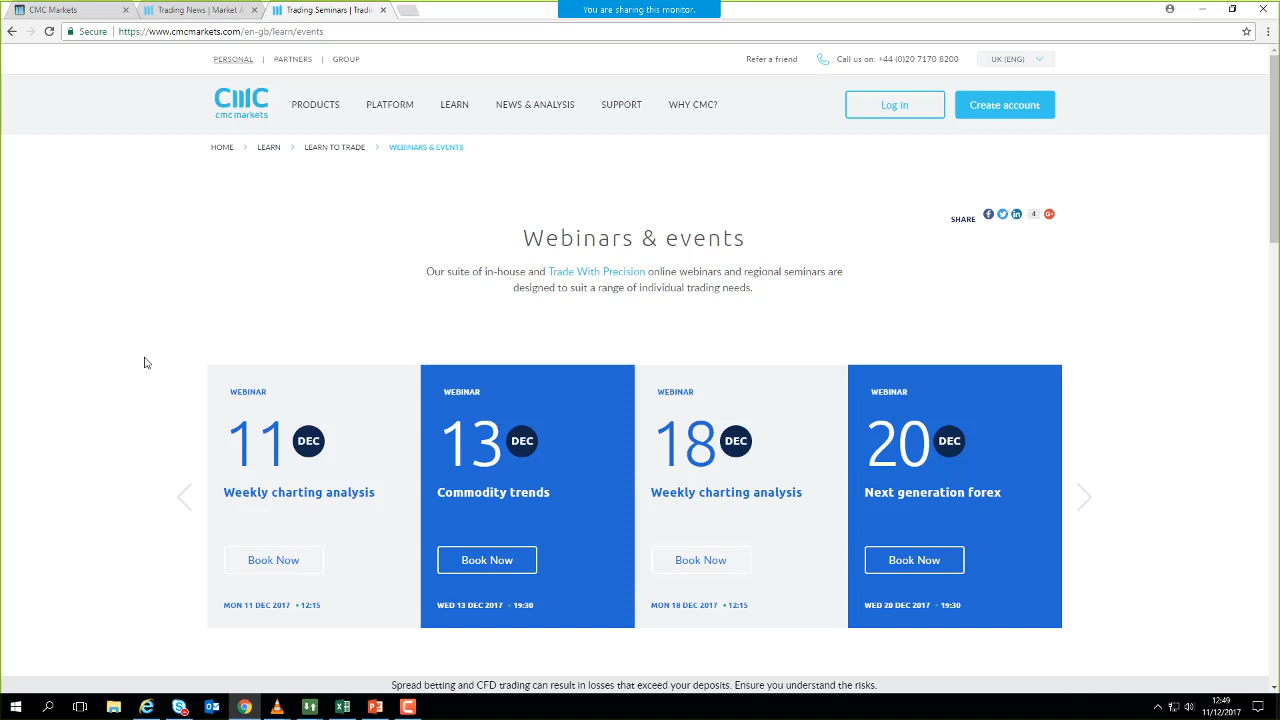 CMC Markets
Trading News | Market A
Trading Seminars | Tradi
You are sharing this monitor.
Secure
https://www.cmcmarkets.com/en-gb/learn/events
PERSONAL | PARTNERS | GROUP
Refer a friend
Call us on: +44 (0)20 7170 8200
UK (ENG)
CMC
cmc markets
PRODUCTS PLATFORM LEARN NEWS & ANALYSIS SUPPORT WHY CMC?
Log in
Create account
HOME > LEARN > LEARN TO TRADE > WEBINARS & EVENTS
SHARE
4
Webinars & events
Our suite of in-house and Trade With Precision online webinars and regional seminars are
designed to suit a range of individual trading needs.
WEBINAR
11 DEC
Weekly charting analysis
Book Now
MON 11 DEC 2017 • 12:15
WEBINAR
13 DEC
Commodity trends
Book Now
WED 13 DEC 2017 • 19:30
WEBINAR
18 DEC
Weekly charting analysis
Book Now
MON 18 DEC 2017 • 12:15
WEBINAR
20 DEC
Next generation forex
Book Now
WED 20 DEC 2017 • 19:30
Spread betting and CFD trading can result in losses that exceed your deposits. Ensure you understand the risks.
12:49
11/12/2017